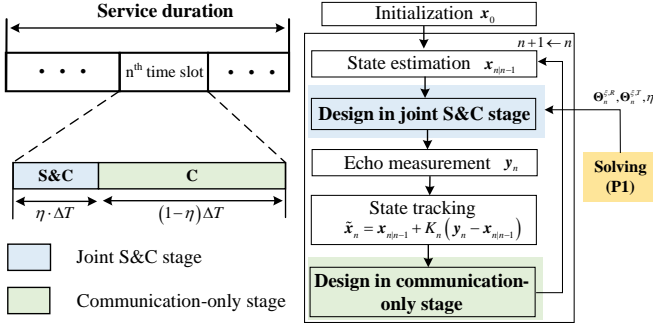 Service duration
• • •
nth time slot
• • •
S&C
C
η · ΔT
(1−η)ΔT
Joint S&C stage
Communication-only stage
Initialization x₀
n+1←n
State estimation xₙ|ₙ₋₁
Design in joint S&C stage
Echo measurement yₙ
State tracking
x̃ₙ = xₙ|ₙ₋₁ + Kₙ(yₙ − xₙ|ₙ₋₁)
Design in communication-
only stage
Θₙ^{ξ,R}, Θₙ^{ξ,T}, η
Solving
(P1)